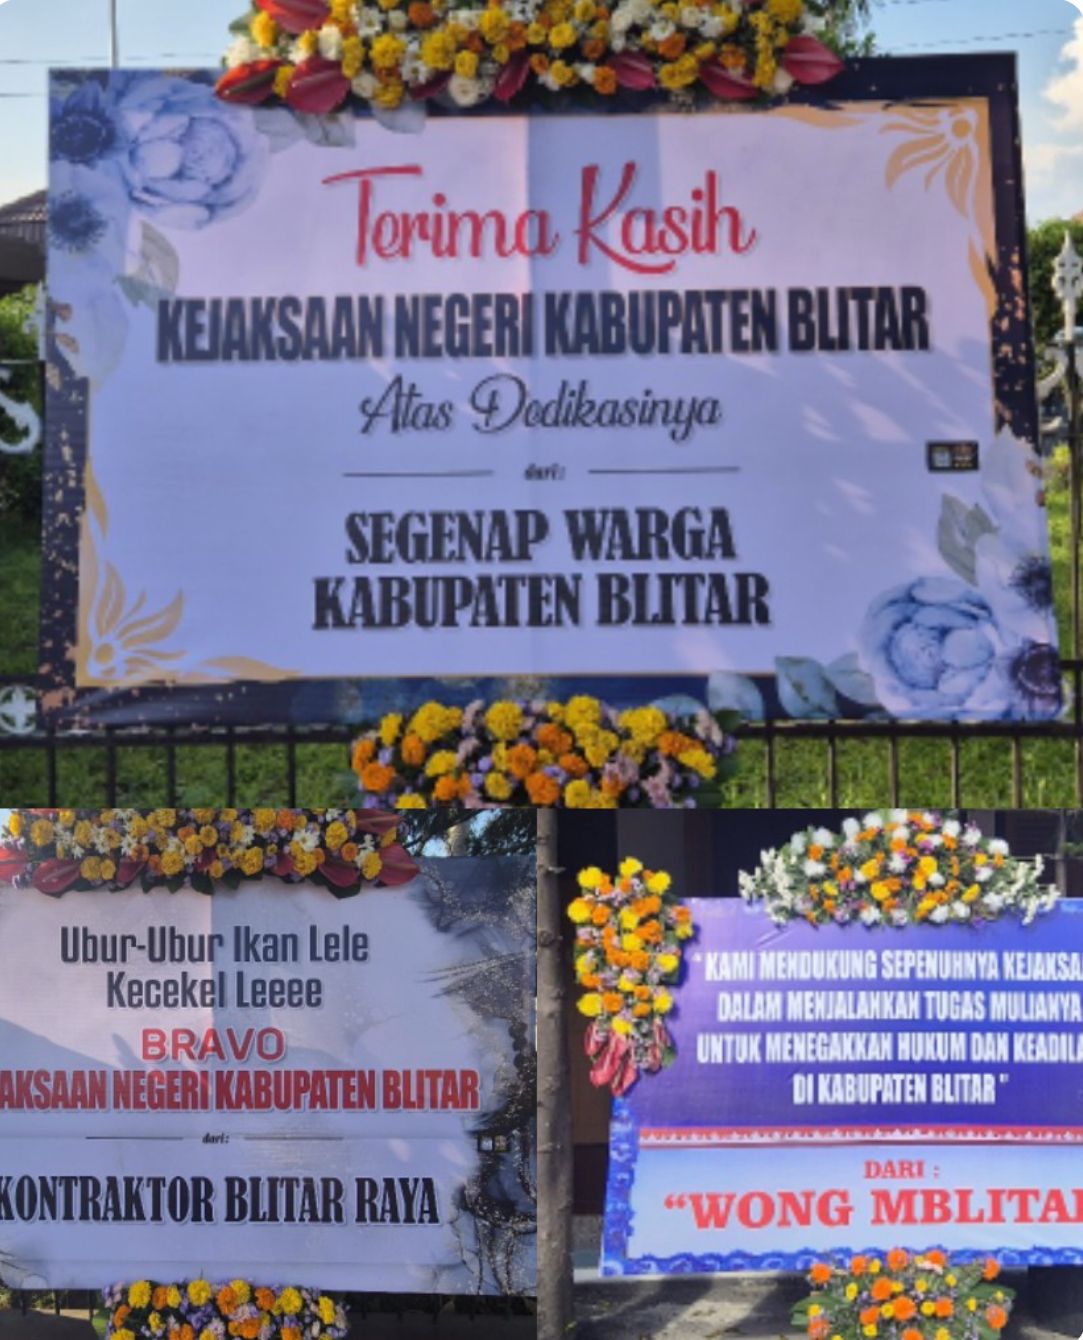 Terima Kasih
KEJAKSAAN NEGERI KABUPATEN BLITAR
Atas Dedikasinya
dari:
SEGENAP WARGA
KABUPATEN BLITAR
Ubur-Ubur Ikan Lele
Kecekel Leeee
BRAVO
AKSAAN NEGERI KABUPATEN BLITAR
dari:
KONTRAKTOR BLITAR RAYA
"KAMI MENDUKUNG SEPENUHNYA KEJAKSA
DALAM MENJALANKAN TUGAS MULIANYA
UNTUK MENEGAKKAN HUKUM DAN KEADILA
DI KABUPATEN BLITAR"
DARI :
"WONG MBLITA